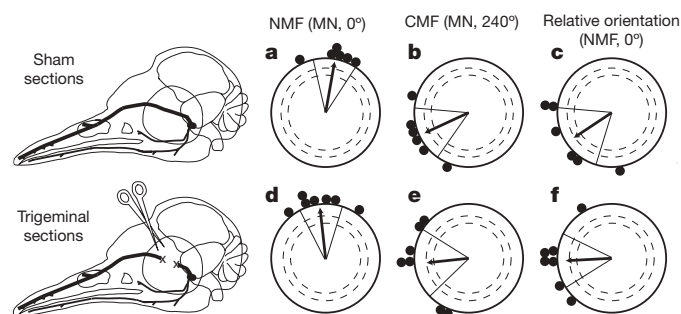 NMF (MN, 0º)
CMF (MN, 240º)
Relative orientation
(NMF, 0º)
Sham
sections
a
b
c
Trigeminal
sections
x
x
d
e
f